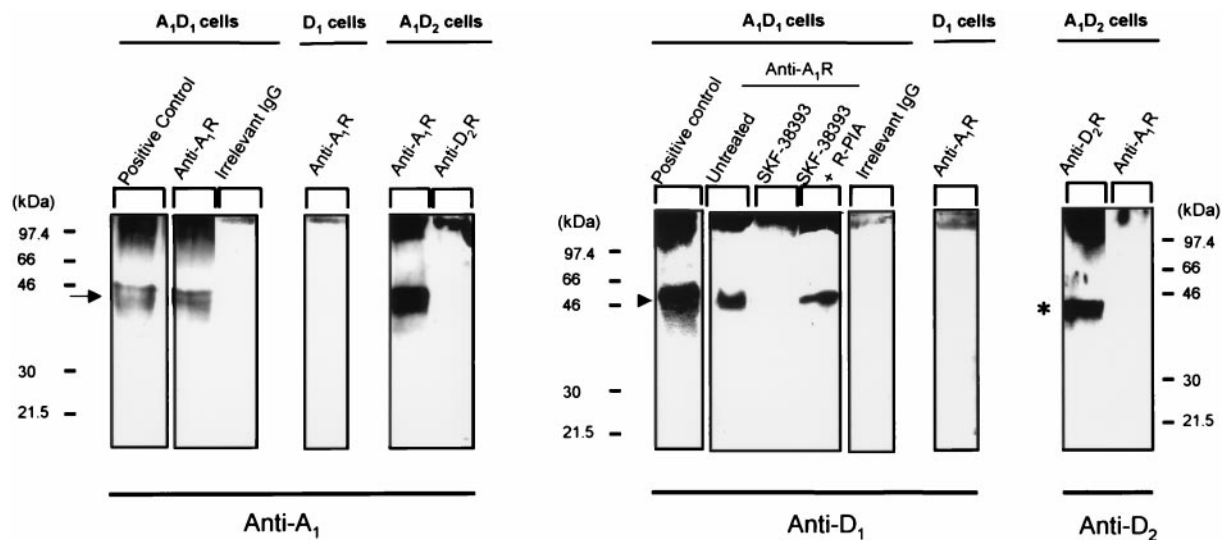 A₁D₁ cells
D₁ cells
A₁D₂ cells
A₁D₁ cells
D₁ cells
A₁D₂ cells
Anti-A₁R
Positive Control
Anti-A₁R
Irrelevant IgG
Anti-A₁R
Anti-A₁R
Anti-D₂R
Positive control
Untreated
SKF-38393
SKF-38393
+ R-PIA
Irrelevant IgG
Anti-A₁R
Anti-D₂R
Anti-A₁R
(kDa)
97.4
66
46
30
21.5
(kDa)
97.4
66
46
30
21.5
*
(kDa)
97.4
66
46
30
21.5
Anti-A₁
Anti-D₁
Anti-D₂